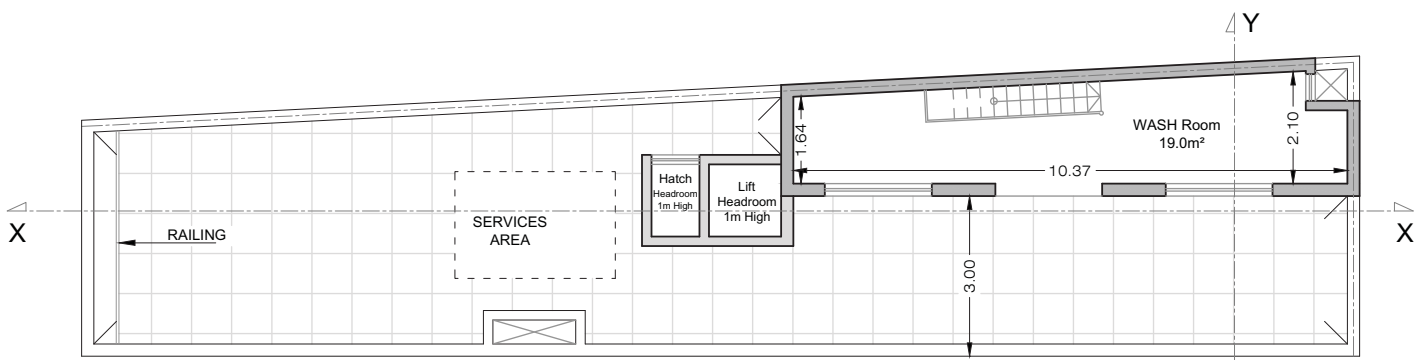 Y
WASH Room
19.0m²
1.64
2.10
10.37
Hatch
Headroom
1m High
Lift
Headroom
1m High
SERVICES
AREA
X
X
RAILING
3.00